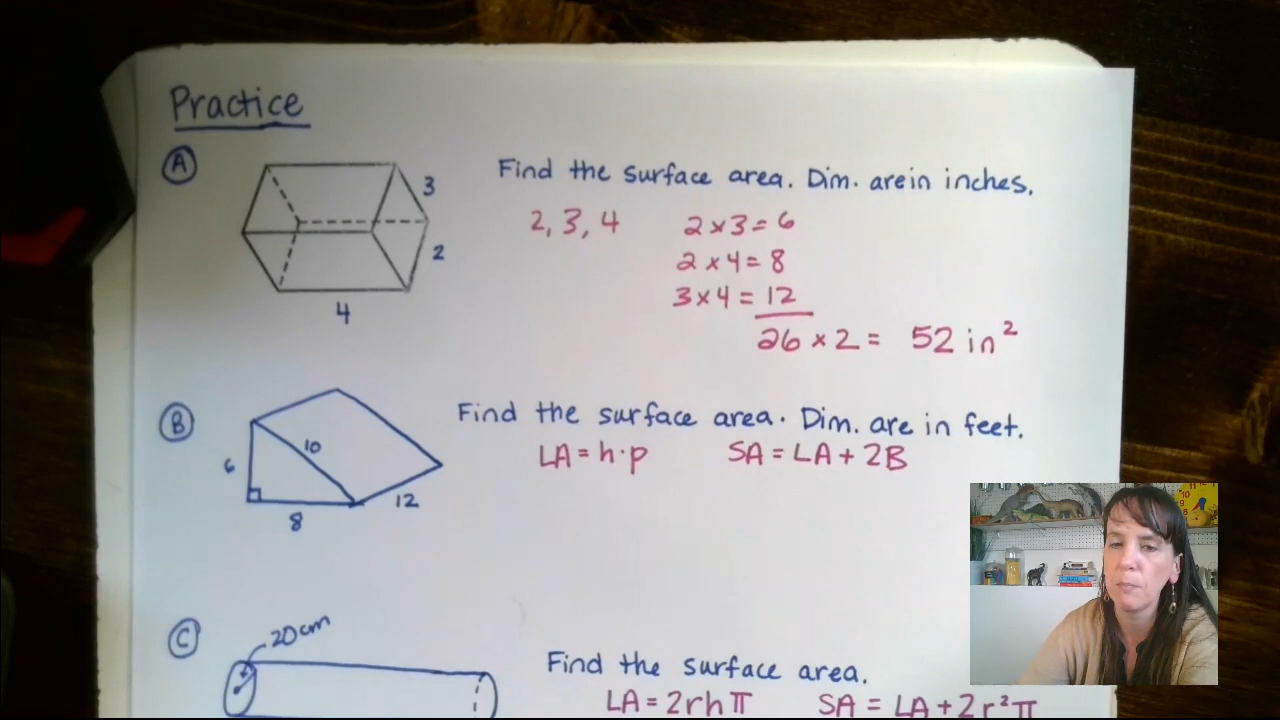 Practice
A
3
2
4
Find the surface area. Dim. are in inches.
2, 3, 4
2 × 3 = 6
2 × 4 = 8
3 × 4 = 12
26 × 2 = 52 in²
B
6
10
8
12
Find the surface area. Dim. are in feet.
LA = h·p SA = LA + 2B
C
20cm
Find the surface area.
LA = 2rhπ SA = LA + 2r²π